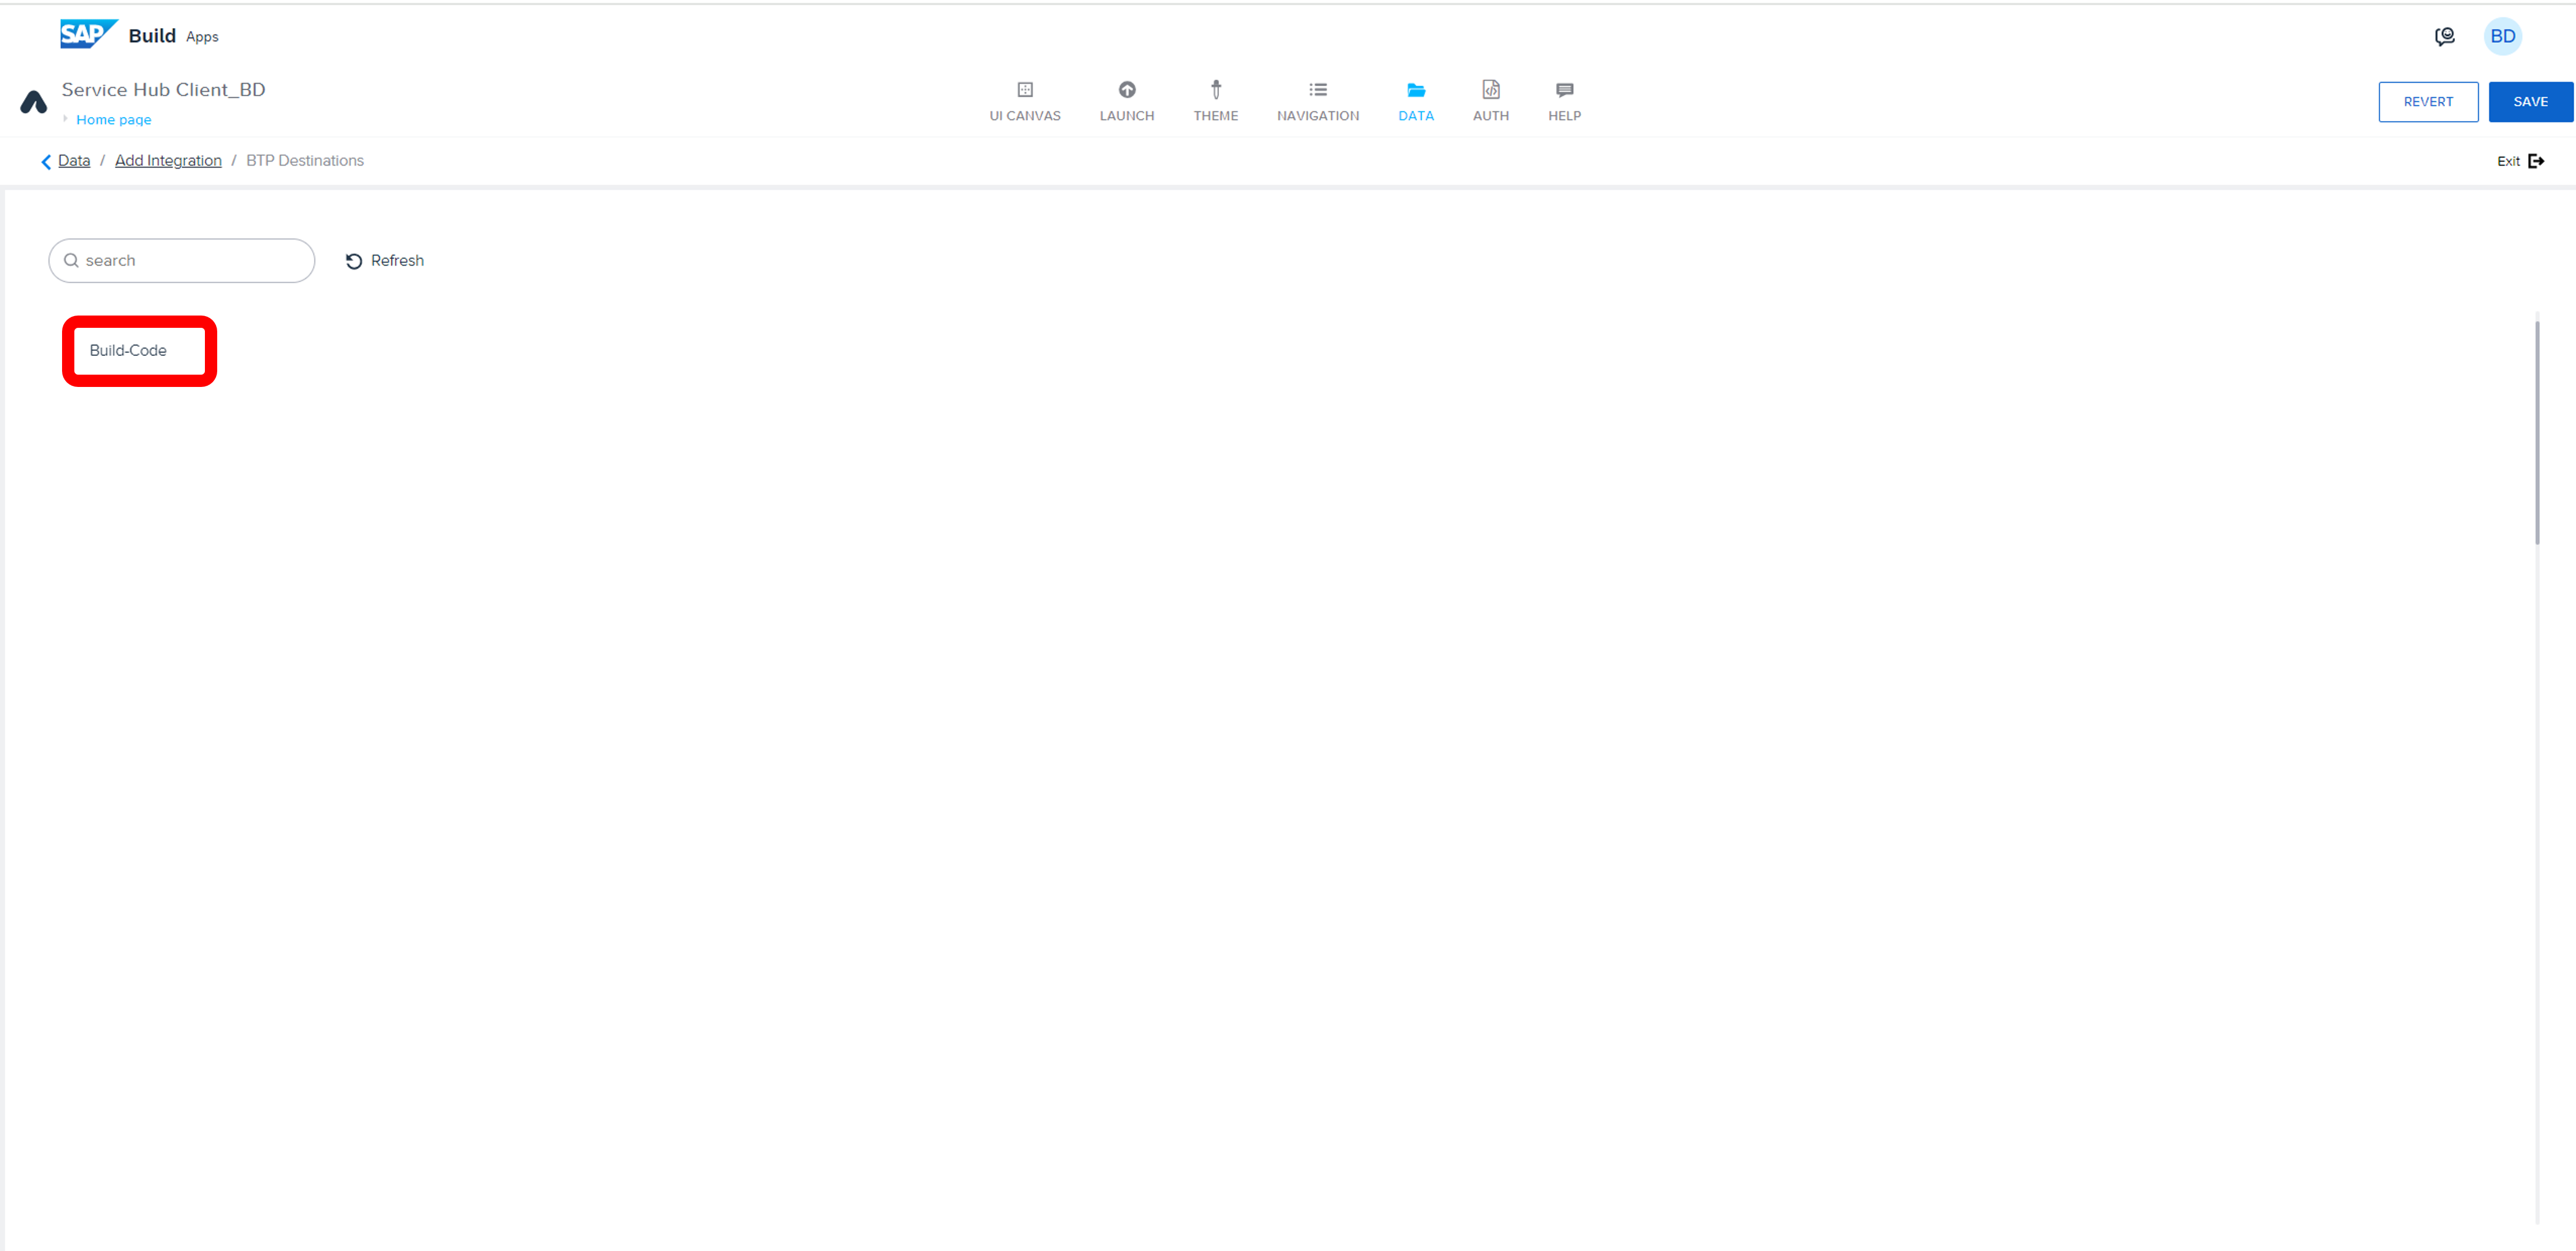 SAP Build Apps
BD
Service Hub Client_BD
Home page
UI CANVAS
LAUNCH
THEME
NAVIGATION
DATA
AUTH
HELP
REVERT
SAVE
Data / Add Integration / BTP Destinations
Exit
search
Refresh
Build-Code